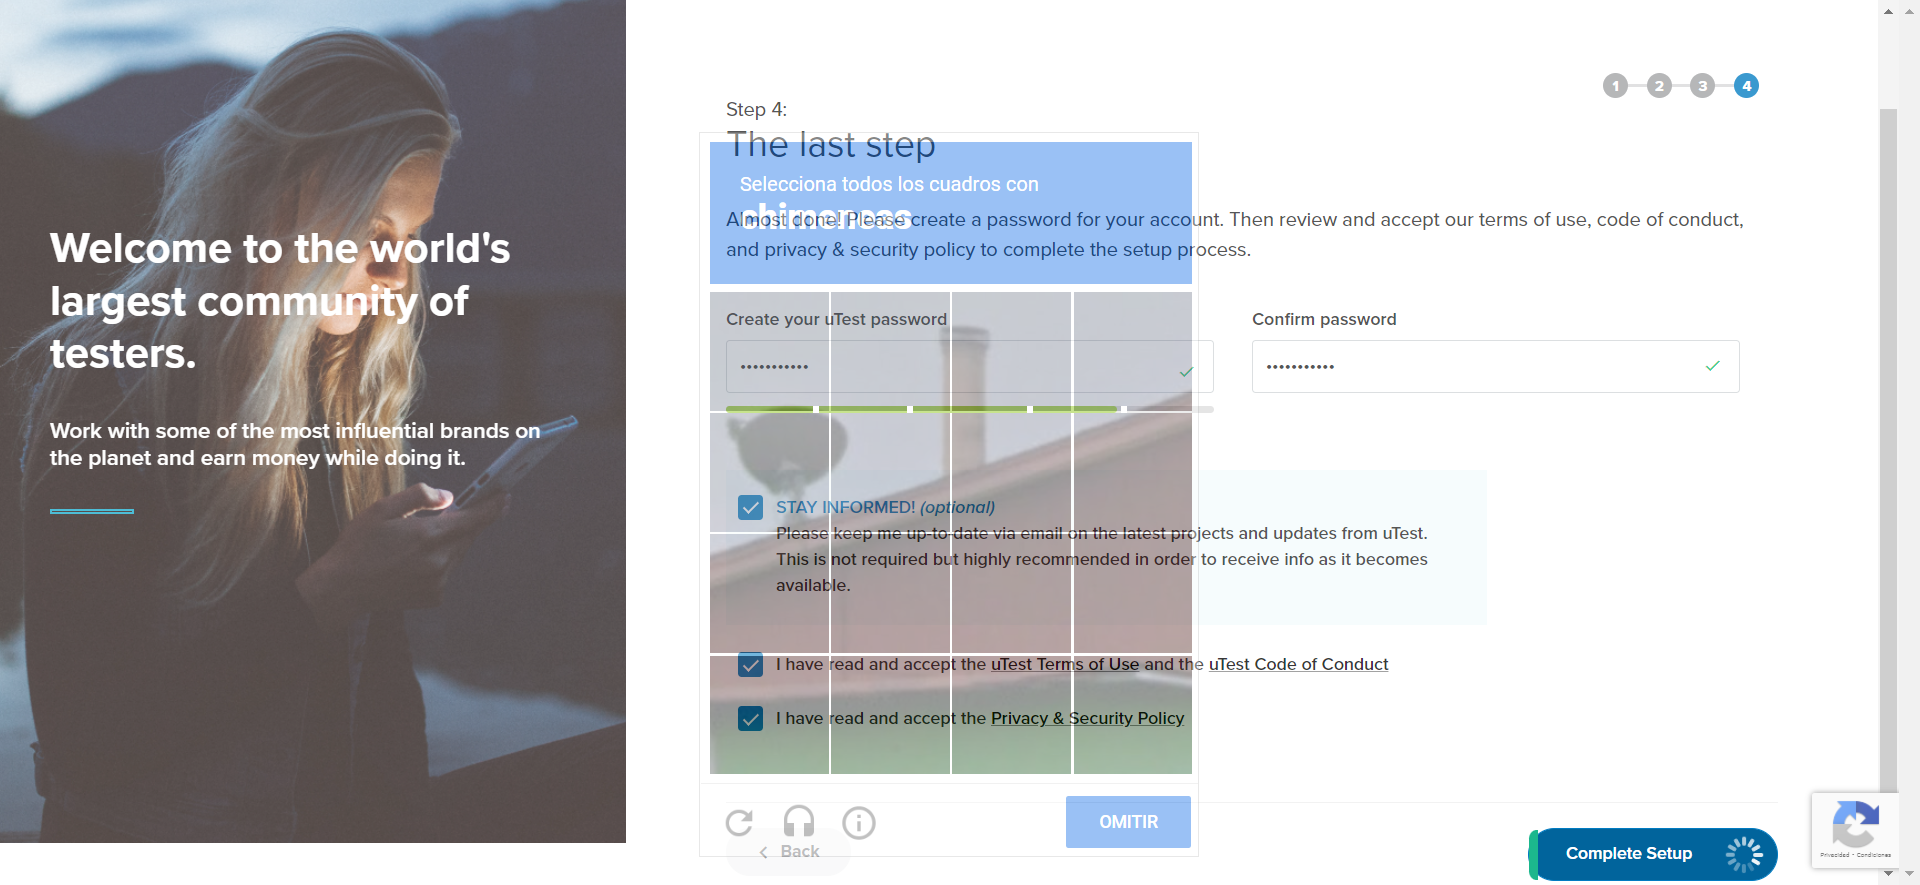 Welcome to the world's
largest community of
testers.
Work with some of the most influential brands on
the planet and earn money while doing it.
1 2 3 4
Step 4:
The last step
Selecciona todos los cuadros con
chimeneas
Almost done! Please create a password for your account. Then review and accept our terms of use, code of conduct,
and privacy & security policy to complete the setup process.
Create your uTest password
Confirm password
•••••••••••
•••••••••••
STAY INFORMED! (optional)
Please keep me up-to-date via email on the latest projects and updates from uTest.
This is not required but highly recommended in order to receive info as it becomes
available.
I have read and accept the uTest Terms of Use and the uTest Code of Conduct
I have read and accept the Privacy & Security Policy
OMITIR
Back
Complete Setup
Privacidad - Condiciones